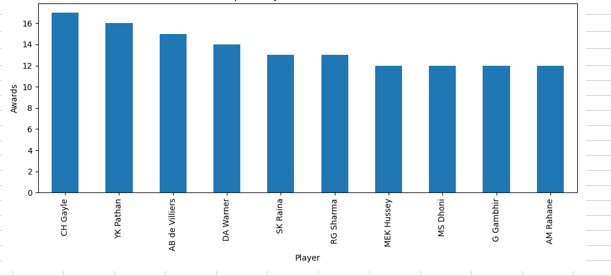 16
14
12
10
8
6
4
2
0
Awards
CH Gayle
YK Pathan
AB de Villiers
DA Warner
SK Raina
RG Sharma
MEK Hussey
MS Dhoni
G Gambhir
AM Rahane
Player